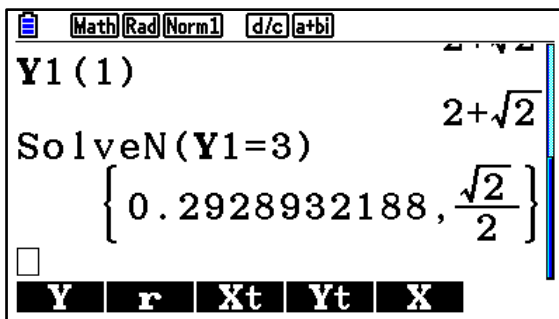 Math Rad Norm1 d/c a+bi
Y1(1)
2+√2
SolveN(Y1=3)
{0.2928932188, √2/2}
Y r Xt Yt X